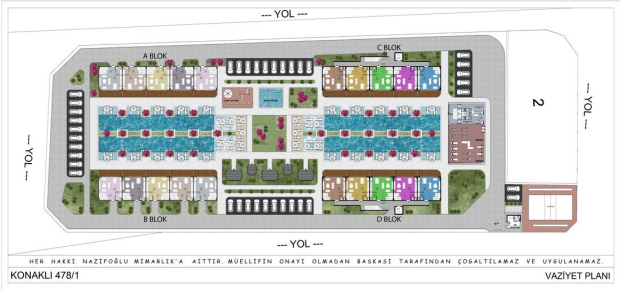 --- YOL ---
A BLOK
C BLOK
--- YOL ---
2
--- YOL ---
B BLOK
D BLOK
--- YOL ---
HER HAKKI NAZİFOĞLU MİMARLIK'A AİTTİR. MÜELLİFİN ONAYI OLMADAN BAŞKASI TARAFINDAN ÇOĞALTILAMAZ VE UYGULANAMAZ.
KONAKLI 478/1
VAZİYET PLANI